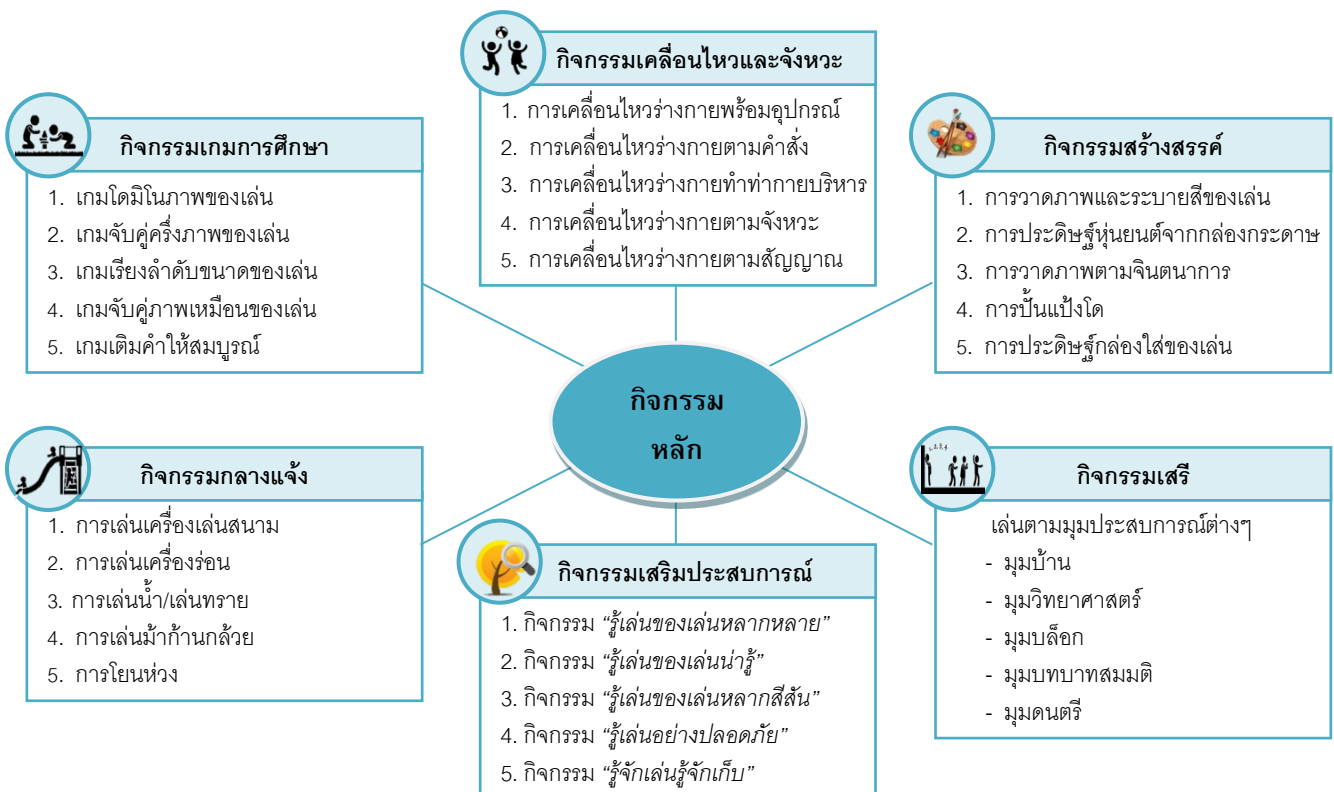 กิจกรรมเคลื่อนไหวและจังหวะ
1. การเคลื่อนไหวร่างกายพร้อมอุปกรณ์
2. การเคลื่อนไหวร่างกายตามคำสั่ง
3. การเคลื่อนไหวร่างกายทำท่ากายบริหาร
4. การเคลื่อนไหวร่างกายตามจังหวะ
5. การเคลื่อนไหวร่างกายตามสัญญาณ
กิจกรรมเกมการศึกษา
1. เกมโดมิโนภาพของเล่น
2. เกมจับคู่ครึ่งภาพของเล่น
3. เกมเรียงลำดับขนาดของเล่น
4. เกมจับคู่ภาพเหมือนของเล่น
5. เกมเติมคำให้สมบูรณ์
กิจกรรมสร้างสรรค์
1. การวาดภาพและระบายสีของเล่น
2. การประดิษฐ์หุ่นยนต์จากกล่องกระดาษ
3. การวาดภาพตามจินตนาการ
4. การปั้นแป้งโด
5. การประดิษฐ์กล่องใส่ของเล่น
กิจกรรม
หลัก
กิจกรรมกลางแจ้ง
1. การเล่นเครื่องเล่นสนาม
2. การเล่นเครื่องร่อน
3. การเล่นน้ำ/เล่นทราย
4. การเล่นม้าก้านกล้วย
5. การโยนห่วง
กิจกรรมเสริมประสบการณ์
1. กิจกรรม “รู้เล่นของเล่นหลากหลาย”
2. กิจกรรม “รู้เล่นของเล่นน่ารู้”
3. กิจกรรม “รู้เล่นของเล่นหลากสีสัน”
4. กิจกรรม “รู้เล่นอย่างปลอดภัย”
5. กิจกรรม “รู้จักเล่นรู้จักเก็บ”
1, 2, 3, 4
กิจกรรมเสรี
เล่นตามมุมประสบการณ์ต่างๆ
- มุมบ้าน
- มุมวิทยาศาสตร์
- มุมบล็อก
- มุมบทบาทสมมติ
- มุมดนตรี